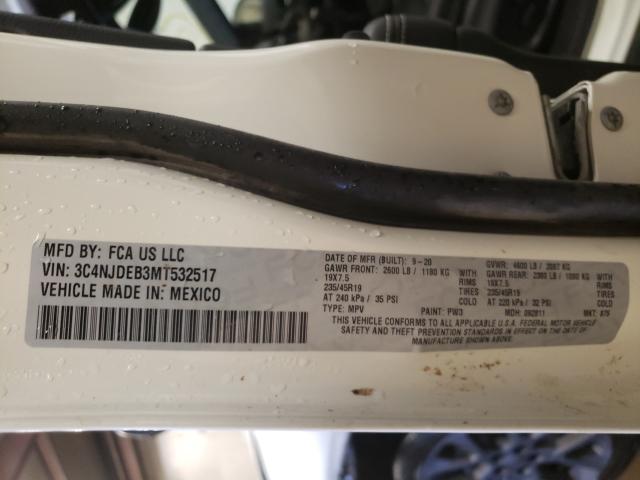 MFD BY: FCA US LLC
VIN: 3C4NJDEB3MT532517
VEHICLE MADE IN: MEXICO
DATE OF MFR (BUILT): 9-20 GVWR: 4600 LB / 2087 KG
GAWR FRONT: 2600 LB / 1180 KG GAWR REAR: 2380 LB / 1080 KG
19X7.5 RIMS 19X7.5 RIMS
235/45R19 TIRES 235/45R19 TIRES
AT 240 kPa / 35 PSI COLD AT 220 kPa / 32 PSI COLD
TYPE: MPV PAINT: PW3 MDH: 092811 MKT:
THIS VEHICLE CONFORMS TO ALL APPLICABLE U.S.A. FEDERAL MOTOR VEHICLE
SAFETY AND THEFT PREVENTION STANDARDS IN EFFECT ON THE DATE OF
MANUFACTURE SHOWN ABOVE.